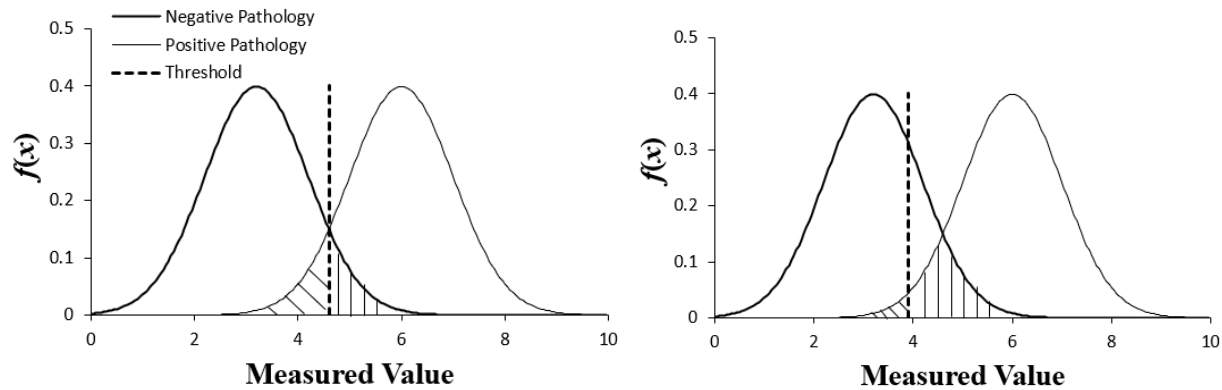 0.5
0.4
0.3
0.2
0.1
0
f(x)
Negative Pathology
Positive Pathology
Threshold
0 2 4 6 8 10
Measured Value
0.5
0.4
0.3
0.2
0.1
0
f(x)
0 2 4 6 8 10
Measured Value